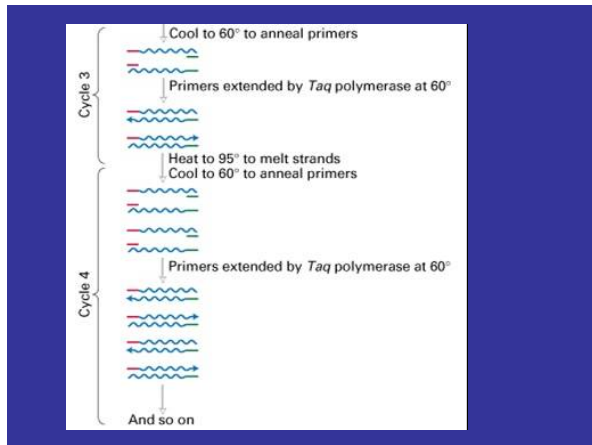 Cool to 60° to anneal primers
Cycle 3
Primers extended by Taq polymerase at 60°
Heat to 95° to melt strands
Cool to 60° to anneal primers
Cycle 4
Primers extended by Taq polymerase at 60°
And so on